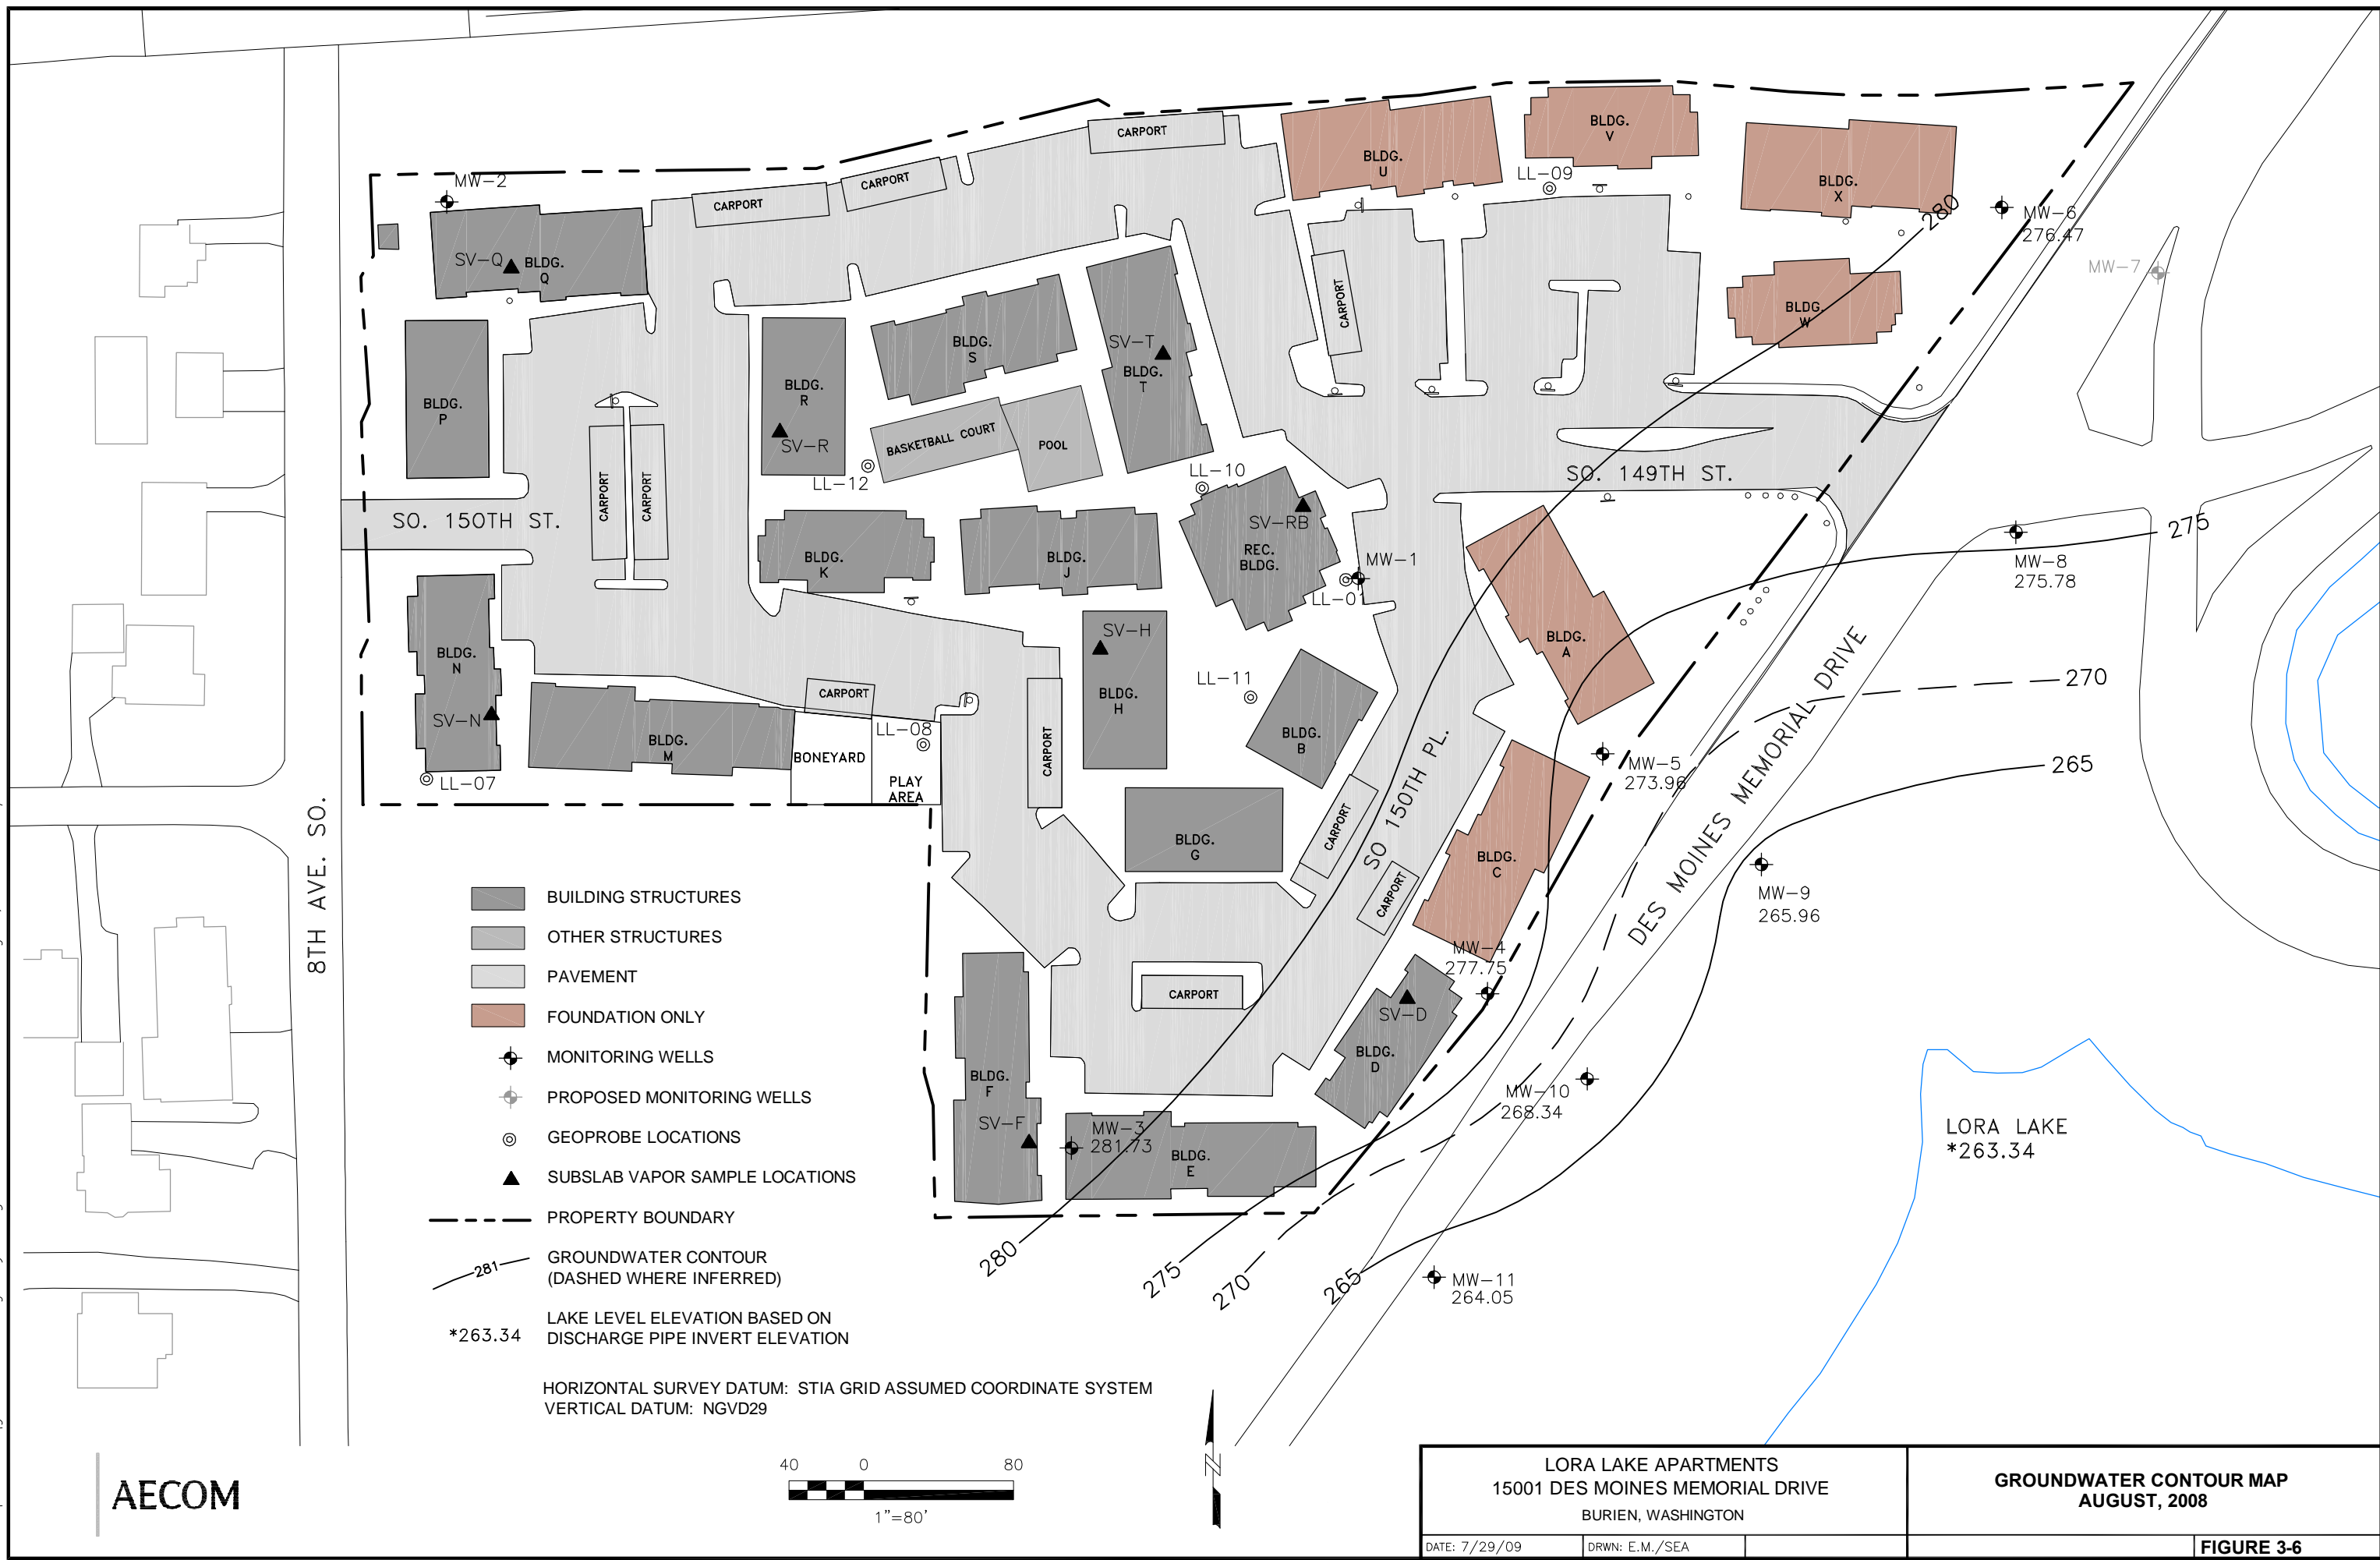 CARPORT
BLDG.
V
BLDG.
U
LL-09
BLDG.
X
280
MW-6
276.47
MW-7
MW-2
CARPORT
CARPORT
SV-Q
BLDG.
Q
CARPORT
BLDG.
W
BLDG.
S
SV-T
BLDG.
T
BLDG.
P
BLDG.
R
SV-R
BASKETBALL COURT
POOL
LL-12
LL-10
SO. 149TH ST.
CARPORT
CARPORT
SO. 150TH ST.
SV-RB
REC.
BLDG.
275
BLDG.
K
BLDG.
J
MW-1
LL-01
MW-8
275.78
BLDG.
N
SV-N
SV-H
BLDG.
H
BLDG.
A
LL-11
270
CARPORT
BLDG.
M
LL-08
BLDG.
B
BONEYARD
PLAY
AREA
CARPORT
MW-5
273.96
265
LL-07
8TH AVE. SO.
DES MOINES MEMORIAL DRIVE
SO 150TH PL.
CARPORT
CARPORT
BLDG.
G
BLDG.
C
MW-9
265.96
MW-4
277.75
CARPORT
SV-D
BLDG.
D
BLDG.
F
SV-F
MW-3
281.73
BLDG.
E
MW-10
268.34
LORA LAKE
*263.34
280
275
270
265
MW-11
264.05
BUILDING STRUCTURES
OTHER STRUCTURES
PAVEMENT
FOUNDATION ONLY
MONITORING WELLS
PROPOSED MONITORING WELLS
GEOPROBE LOCATIONS
SUBSLAB VAPOR SAMPLE LOCATIONS
PROPERTY BOUNDARY
281
GROUNDWATER CONTOUR
(DASHED WHERE INFERRED)
*263.34
LAKE LEVEL ELEVATION BASED ON
DISCHARGE PIPE INVERT ELEVATION
HORIZONTAL SURVEY DATUM: STIA GRID ASSUMED COORDINATE SYSTEM
VERTICAL DATUM: NGVD29
AECOM
40 0 80
1"=80'
N
LORA LAKE APARTMENTS
15001 DES MOINES MEMORIAL DRIVE
BURIEN, WASHINGTON
DATE: 7/29/09
DRWN: E.M./SEA
GROUNDWATER CONTOUR MAP
AUGUST, 2008
FIGURE 3-6